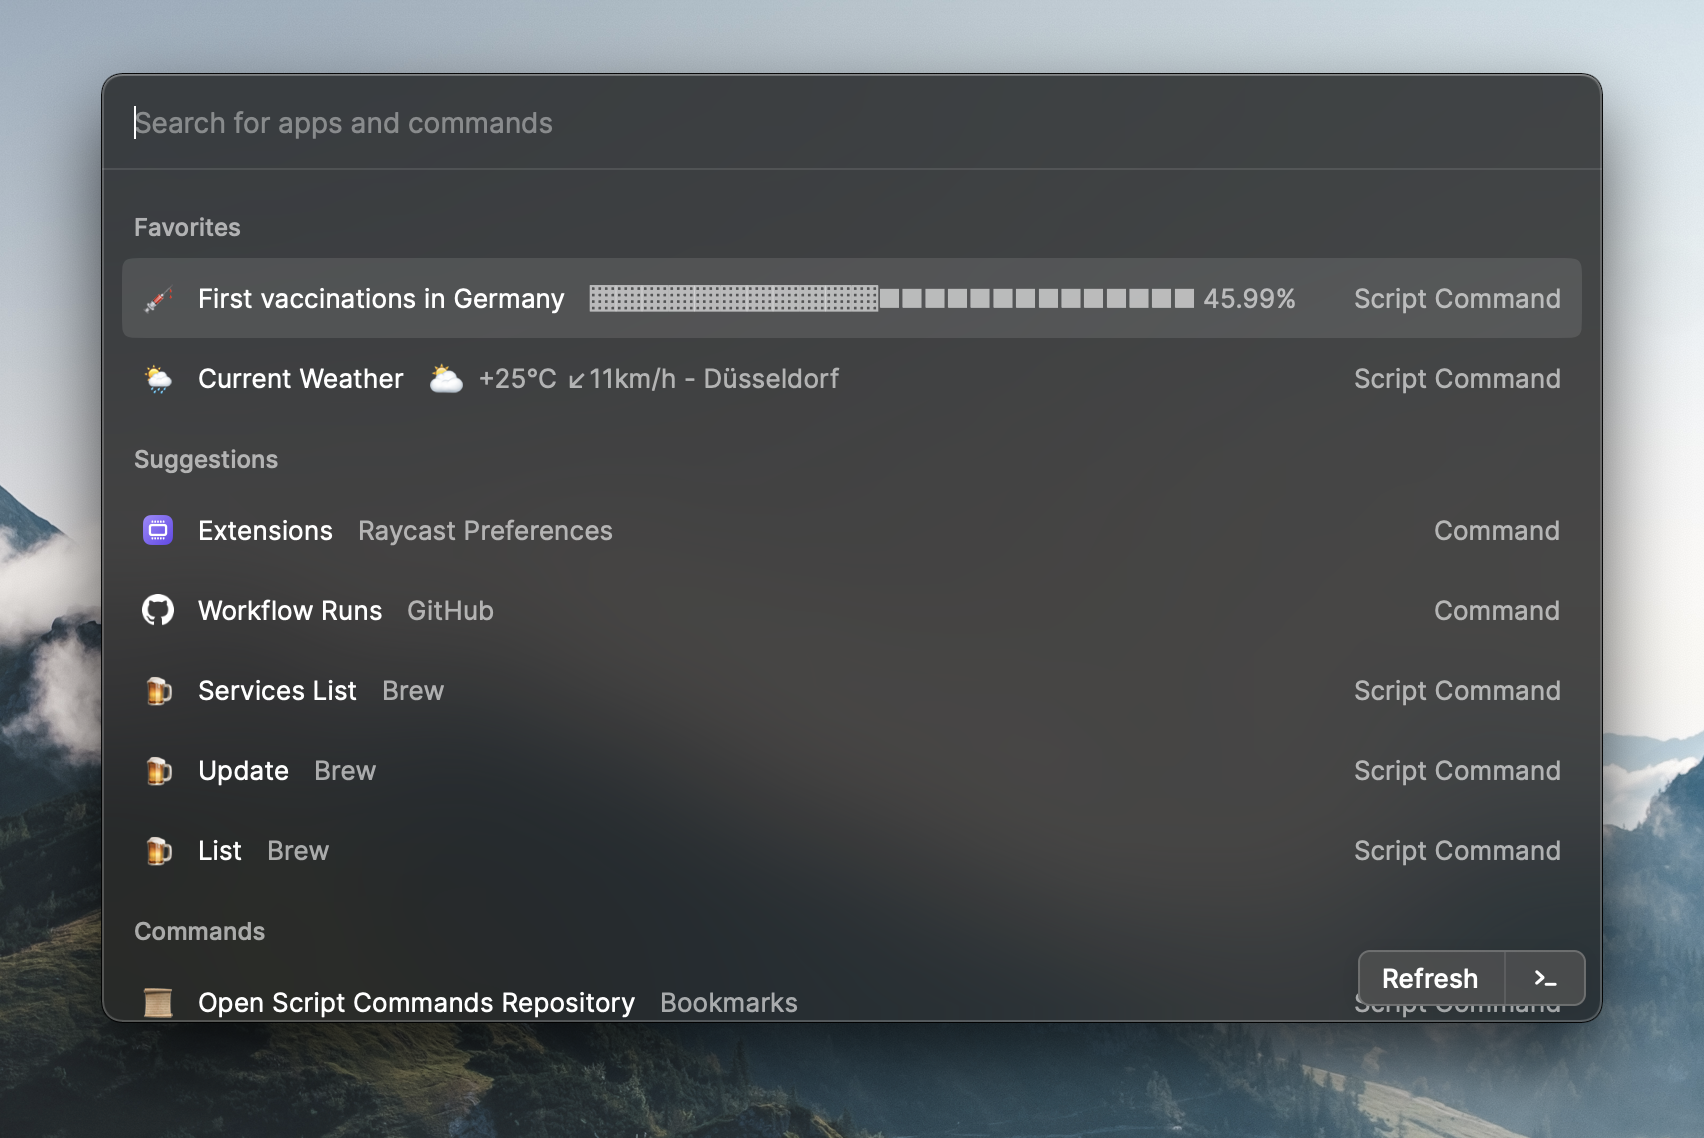 Search for apps and commands
Favorites
First vaccinations in Germany ▓▓▓▓▓▓▓▓▓▓▓▓▓■■■■■■■■■■■■■■ 45.99% Script Command
Current Weather ⛅️ +25°C ↙11km/h - Düsseldorf Script Command
Suggestions
Extensions Raycast Preferences Command
Workflow Runs GitHub Command
Services List Brew Script Command
Update Brew Script Command
List Brew Script Command
Commands
Refresh >_
Open Script Commands Repository Bookmarks Script Command